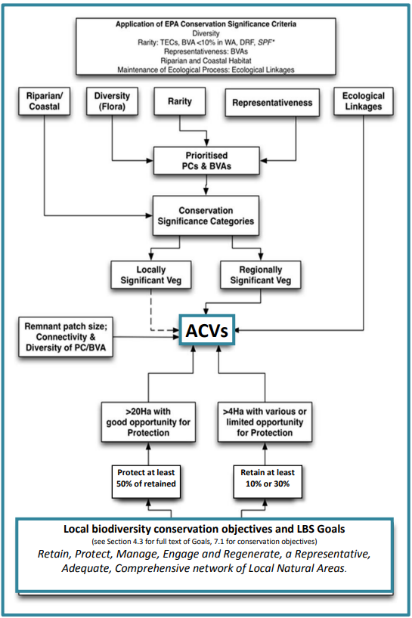 Application of EPA Conservation Significance Criteria
Diversity
Rarity: TECs, BVA <10% in WA, DRF, SPF*
Representativeness: BVAs
Riparian and Coastal Habitat
Maintenance of Ecological Process: Ecological Linkages
Riparian/
Coastal
Diversity
(Flora)
Rarity
Representativeness
Ecological
Linkages
Prioritised
PCs & BVAs
Conservation
Significance Categories
Locally
Significant Veg
Regionally
Significant Veg
Remnant patch size;
Connectivity &
Diversity of PC/BVA
ACVs
>20Ha with
good opportunity for
Protection
>4Ha with various or
limited opportunity
for Protection
Protect at least
50% of retained
Retain at least
10% or 30%
Local biodiversity conservation objectives and LBS Goals
(see Section 4.3 for full text of Goals, 7.1 for conservation objectives)
Retain, Protect, Manage, Engage and Regenerate, a Representative,
Adequate, Comprehensive network of Local Natural Areas.